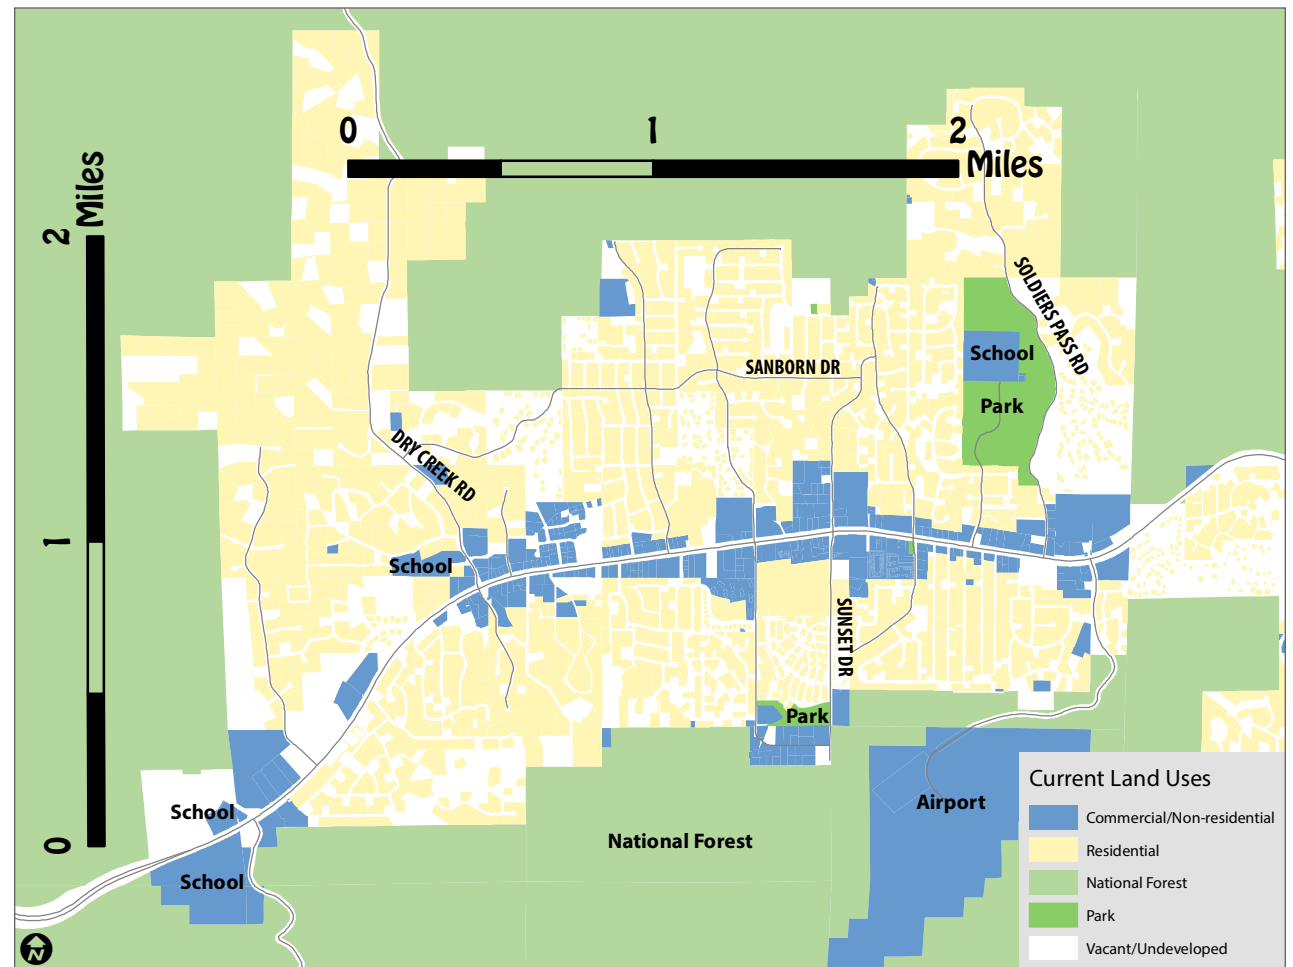 0 1 2
Miles
Miles
2
1
0
SOLDIERS PASS RD
School
SANBORN DR
Park
DRY CREEK RD
School
SUNSET DR
Park
School
Airport
National Forest
School
N
Current Land Uses
Commercial/Non-residential
Residential
National Forest
Park
Vacant/Undeveloped